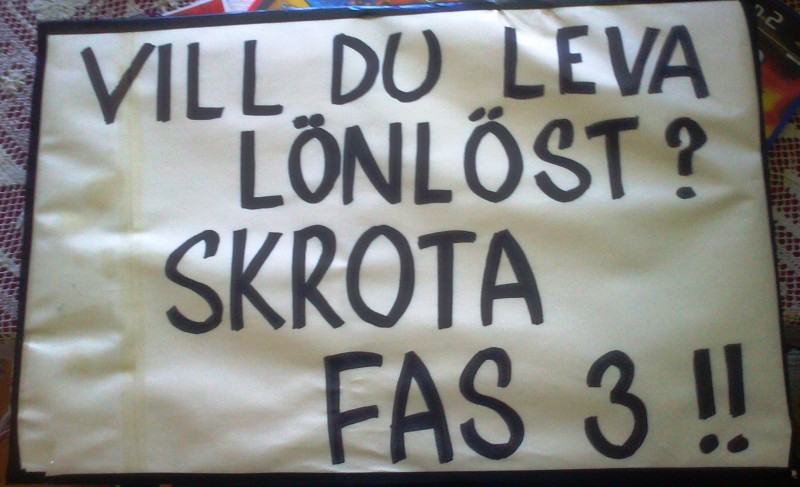 VILL DU LEVA
LÖNLÖST?
SKROTA
FAS 3!!